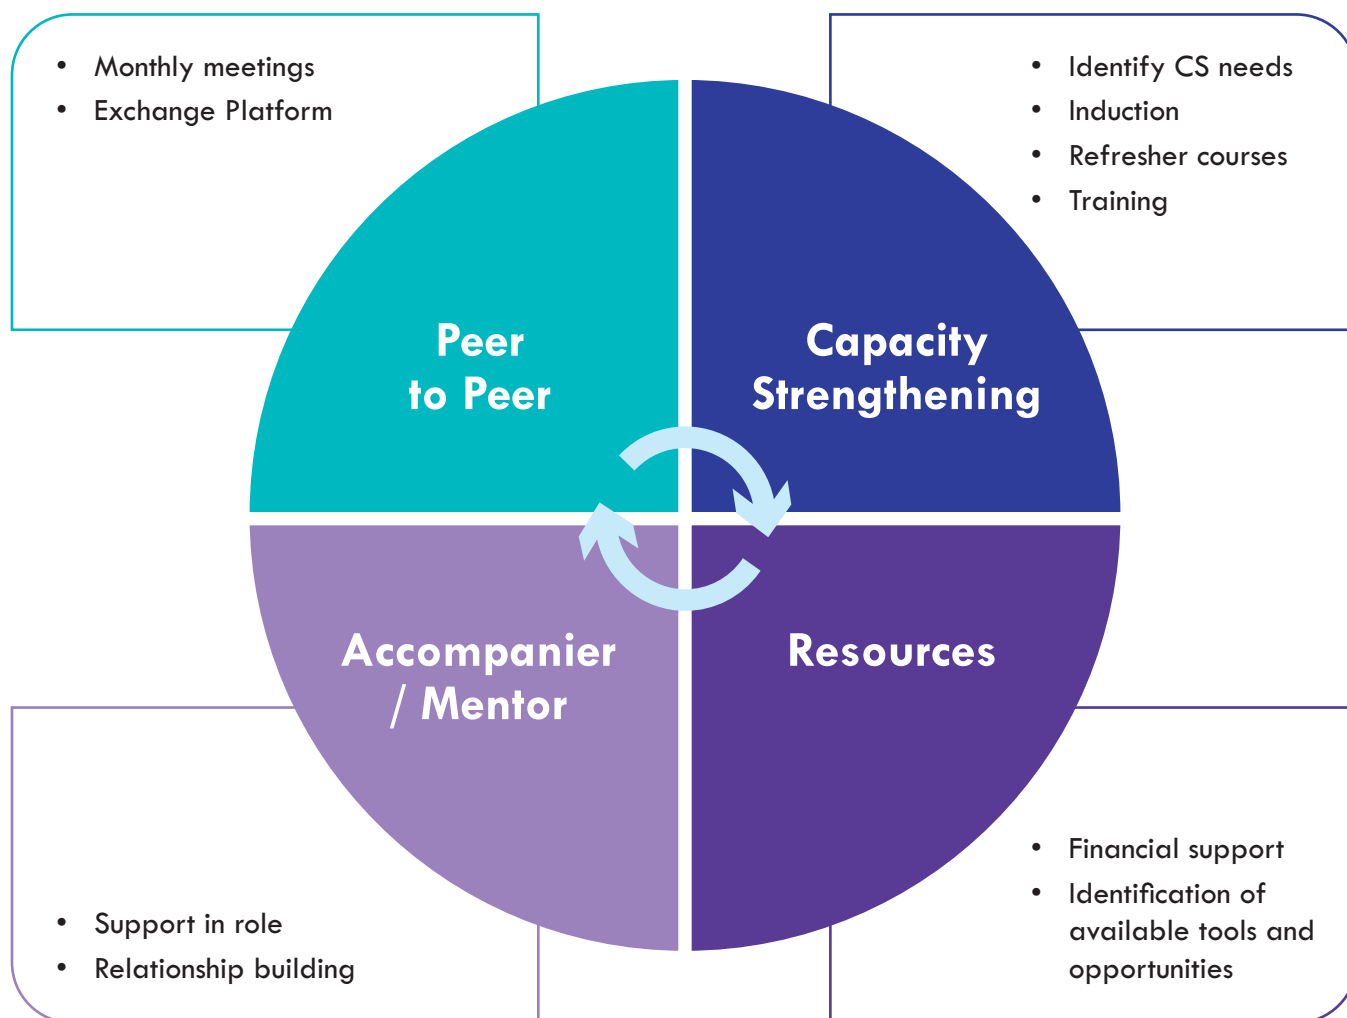 • Monthly meetings
• Exchange Platform
• Identify CS needs
• Induction
• Refresher courses
• Training
Peer
to Peer
Capacity
Strengthening
Accompanier
/ Mentor
Resources
• Support in role
• Relationship building
• Financial support
• Identification of
available tools and
opportunities